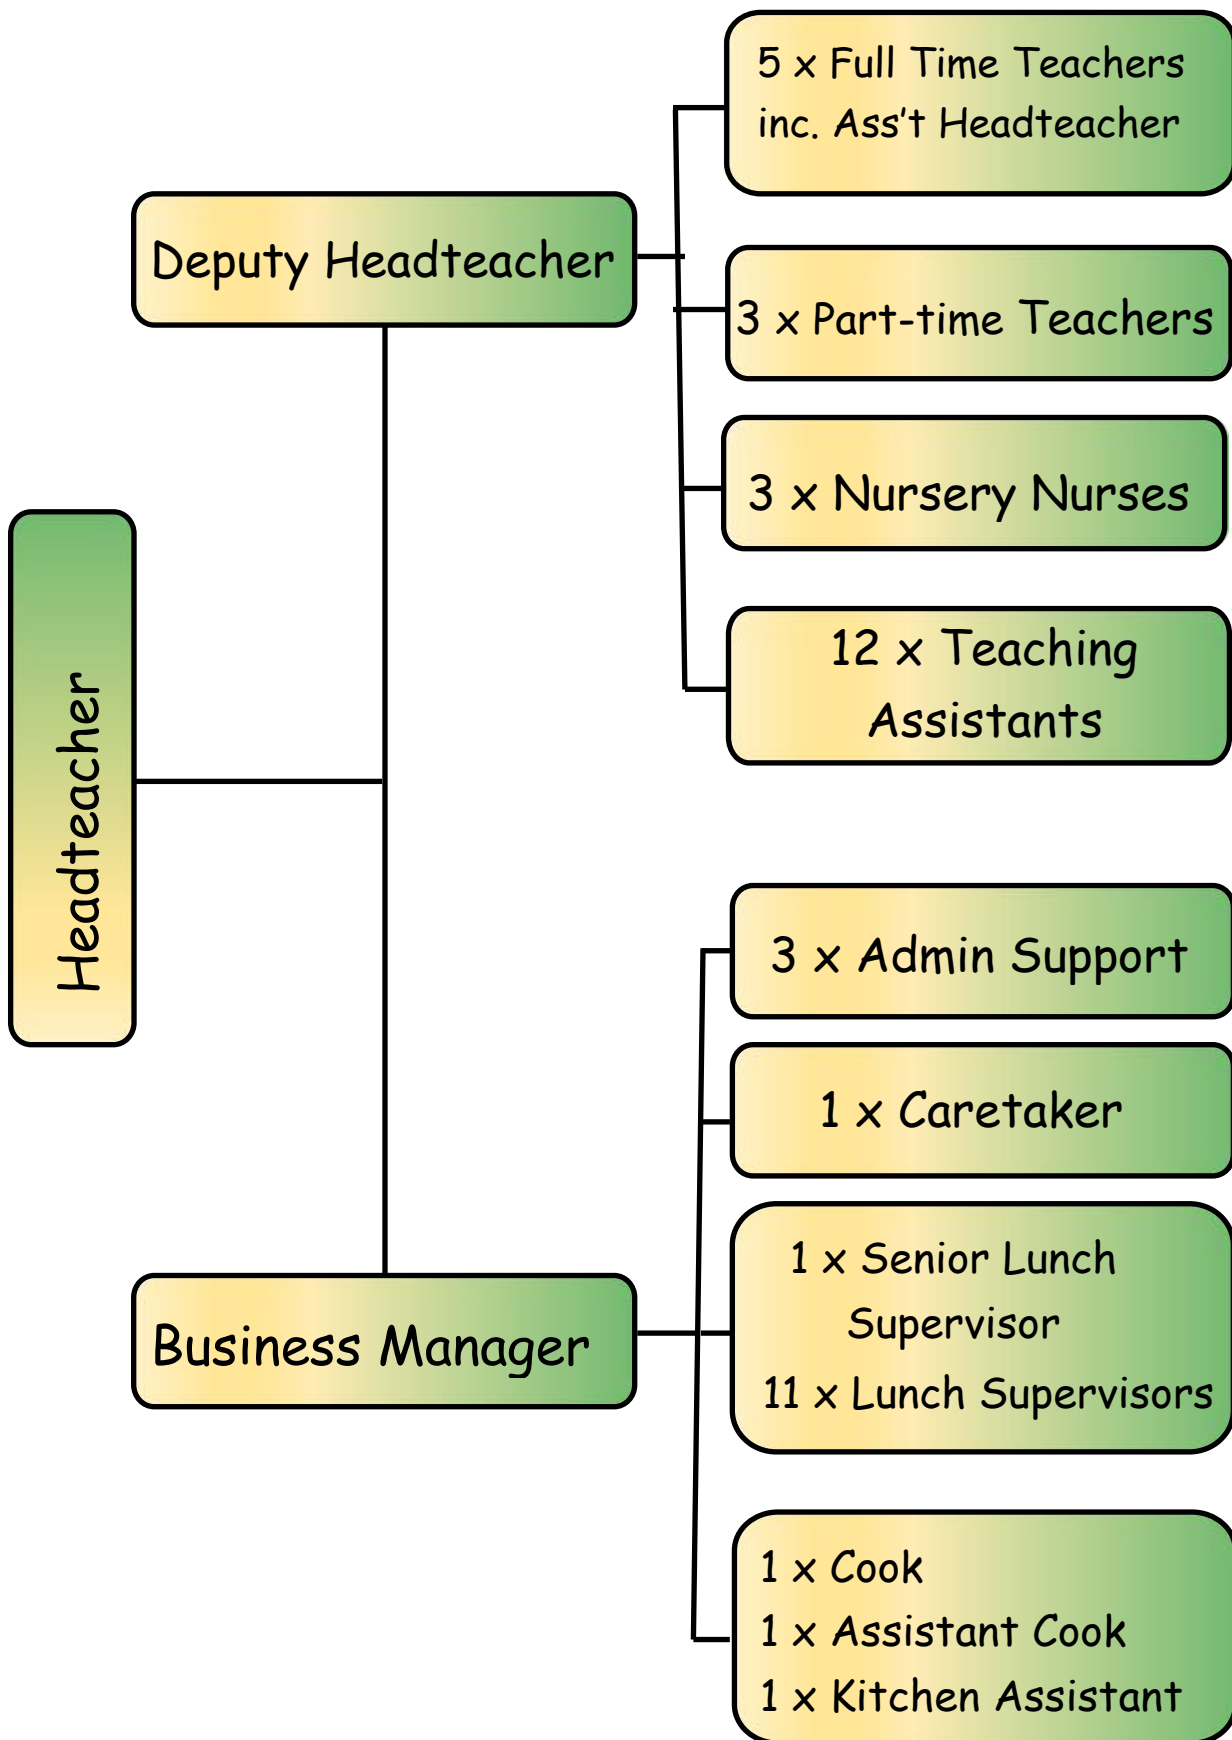 Headteacher
Deputy Headteacher
5 x Full Time Teachers
inc. Ass't Headteacher
3 x Part-time Teachers
3 x Nursery Nurses
12 x Teaching
Assistants
Business Manager
3 x Admin Support
1 x Caretaker
1 x Senior Lunch
Supervisor
11 x Lunch Supervisors
1 x Cook
1 x Assistant Cook
1 x Kitchen Assistant